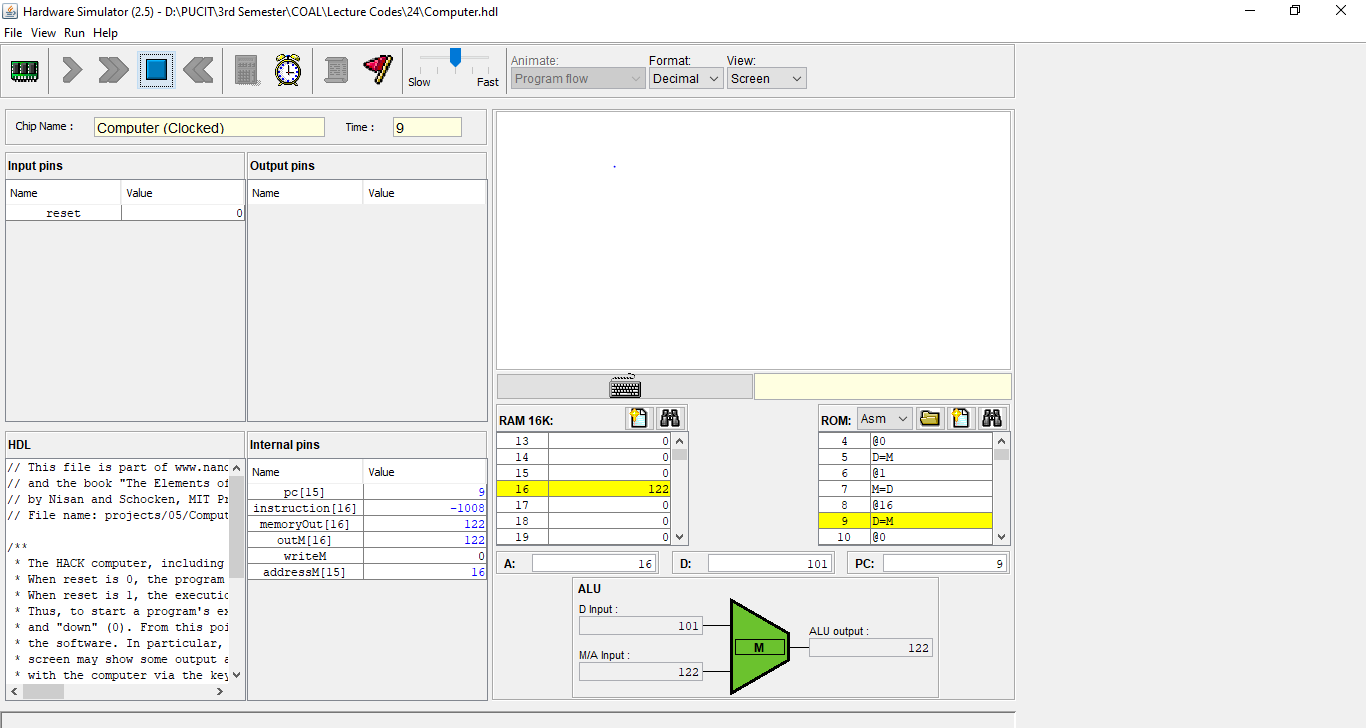 Hardware Simulator (2.5) - D:\PUCIT\3rd Semester\COAL\Lecture Codes\24\Computer.hdl
File View Run Help
Slow Fast
Animate: Format: View:
Program flow Decimal Screen
Chip Name : Computer (Clocked) Time : 9
Input pins
Name Value
reset 0
Output pins
Name Value
HDL
// This file is part of www.nand
// and the book "The Elements of
// by Nisan and Schocken, MIT Pr
// File name: projects/05/Comput
/**
* The HACK computer, including
* When reset is 0, the program
* When reset is 1, the executio
* Thus, to start a program's ex
* and "down" (0). From this poi
* the software. In particular,
* screen may show some output a
* with the computer via the key
Internal pins
Name Value
pc[15] 9
instruction[16] -1008
memoryOut[16] 122
outM[16] 122
writeM 0
addressM[15] 16
RAM 16K:
13 0
14 0
15 0
16 122
17 0
18 0
19 0
ROM: Asm
4 @0
5 D=M
6 @1
7 M=D
8 @16
9 D=M
10 @0
A: 16 D: 101 PC: 9
ALU
D Input :
101
M/A Input :
122
M
ALU output :
122